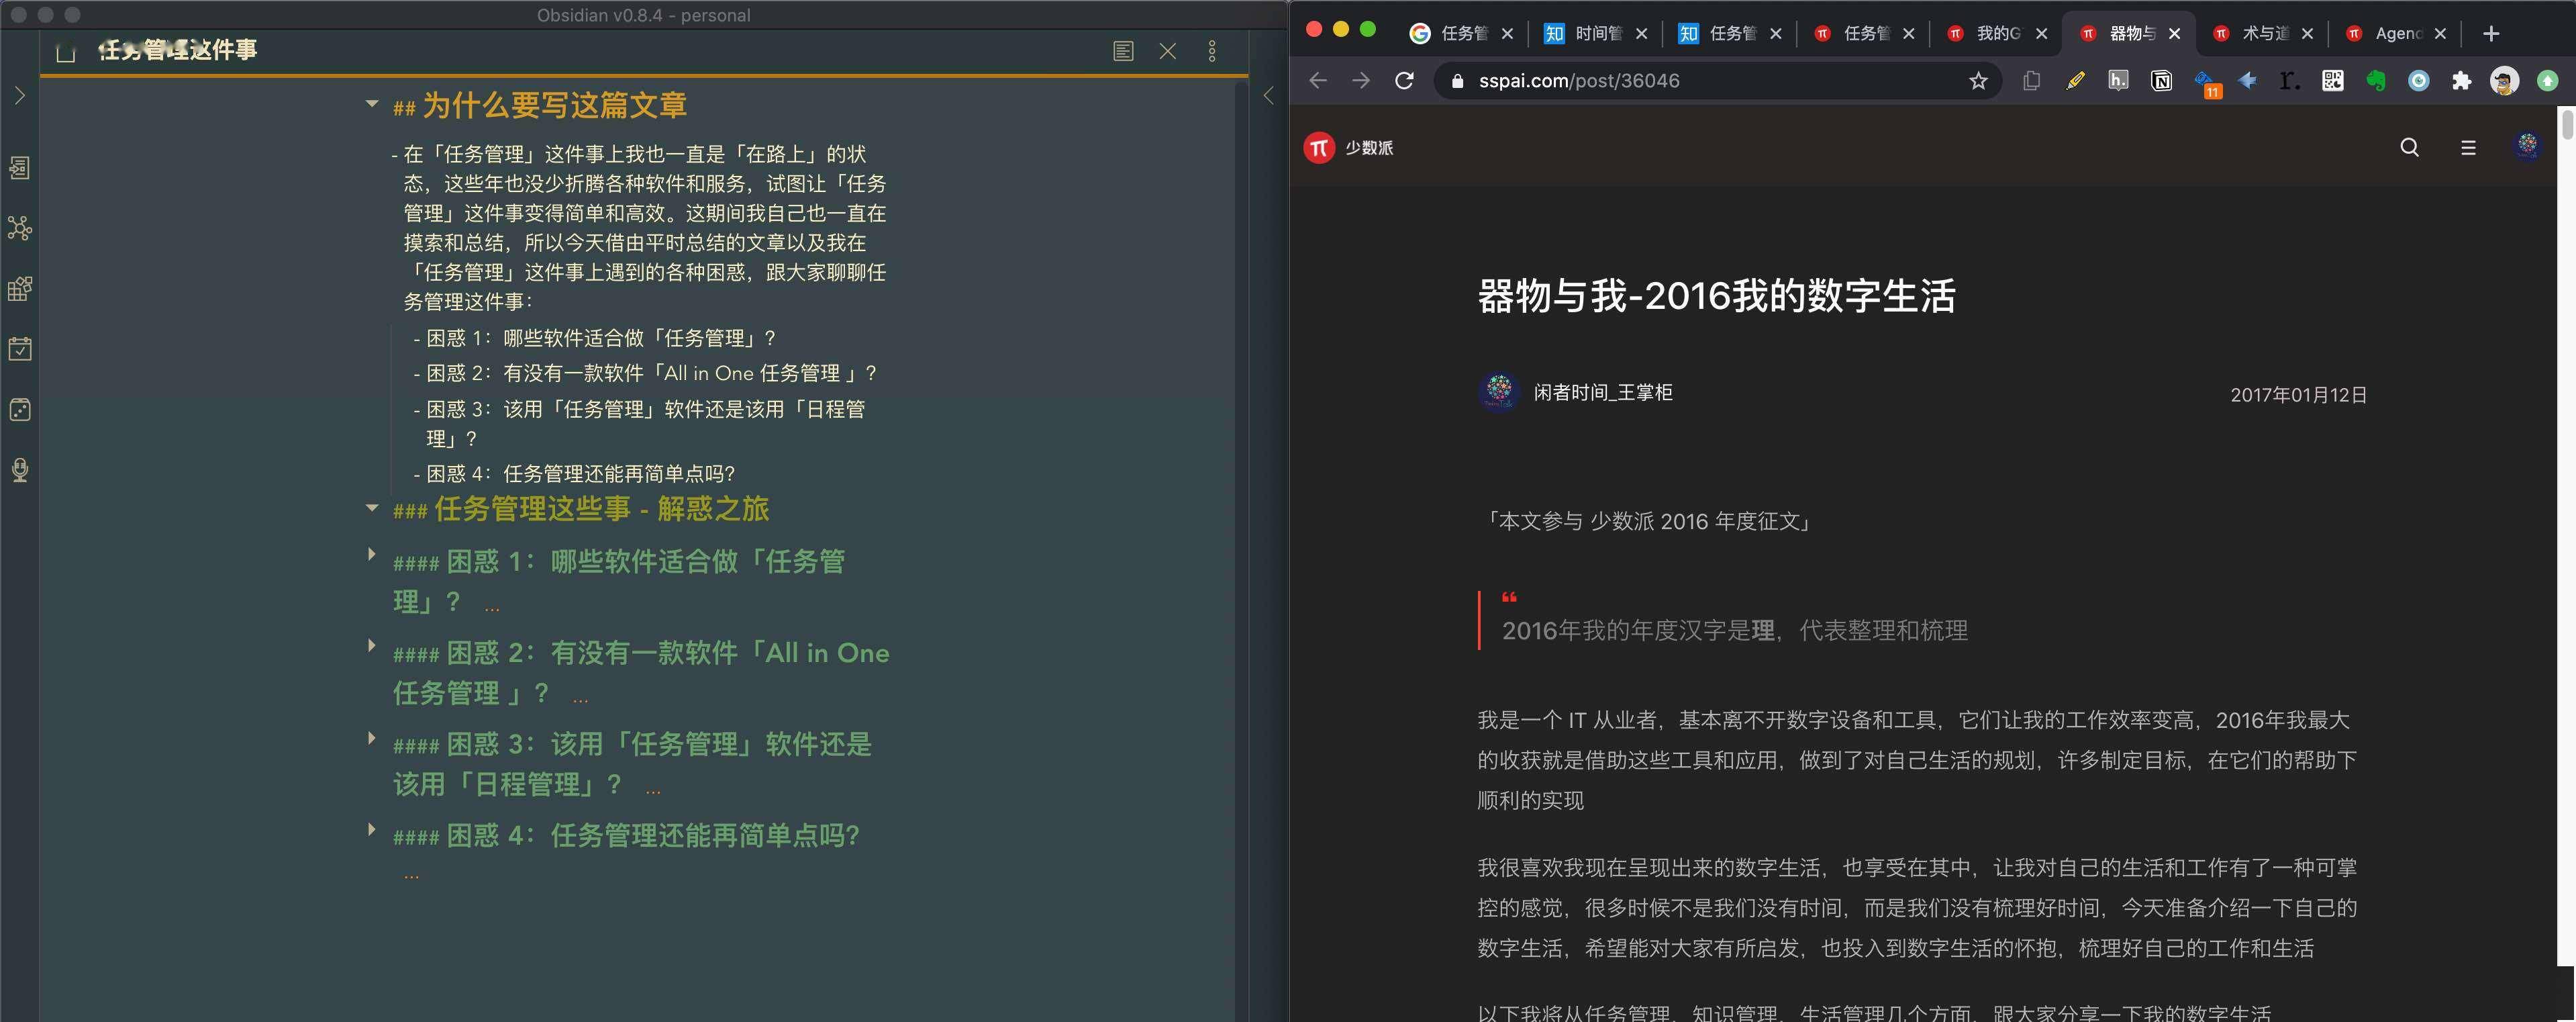 Obsidian v0.8.4 - personal
任务管理这件事
## 为什么要写这篇文章
- 在「任务管理」这件事上我也一直是「在路上」的状
态，这些年也没少折腾各种软件和服务，试图让「任务
管理」这件事变得简单和高效。这期间我自己也一直在
摸索和总结，所以今天借由平时总结的文章以及我在
「任务管理」这件事上遇到的各种困惑，跟大家聊聊任
务管理这件事：
- 困惑 1：哪些软件适合做「任务管理」？
- 困惑 2：有没有一款软件「All in One 任务管理 」？
- 困惑 3：该用「任务管理」软件还是该用「日程管
理」？
- 困惑 4：任务管理还能再简单点吗？
### 任务管理这些事 - 解惑之旅
#### 困惑 1：哪些软件适合做「任务管
理」？ ...
#### 困惑 2：有没有一款软件「All in One
任务管理 」？ ...
#### 困惑 3：该用「任务管理」软件还是
该用「日程管理」？ ...
#### 困惑 4：任务管理还能再简单点吗?
...
任务管
知 时间管
知 任务管
任务管
我的G
器物与
术与道
Agend
sspai.com/post/36046
h.
N
11
r.
π 少数派
器物与我-2016我的数字生活
闲者时间_王掌柜
2017年01月12日
「本文参与 少数派 2016 年度征文」
❝
2016年我的年度汉字是理，代表整理和梳理
我是一个 IT 从业者，基本离不开数字设备和工具，它们让我的工作效率变高，2016年我最大
的收获就是借助这些工具和应用，做到了对自己生活的规划，许多制定目标，在它们的帮助下
顺利的实现
我很喜欢我现在呈现出来的数字生活，也享受在其中，让我对自己的生活和工作有了一种可掌
控的感觉，很多时候不是我们没有时间，而是我们没有梳理好时间，今天准备介绍一下自己的
数字生活，希望能对大家有所启发，也投入到数字生活的怀抱，梳理好自己的工作和生活
以下我将从任务管理，知识管理，生活管理几个方面，跟大家分享一下我的数字生活